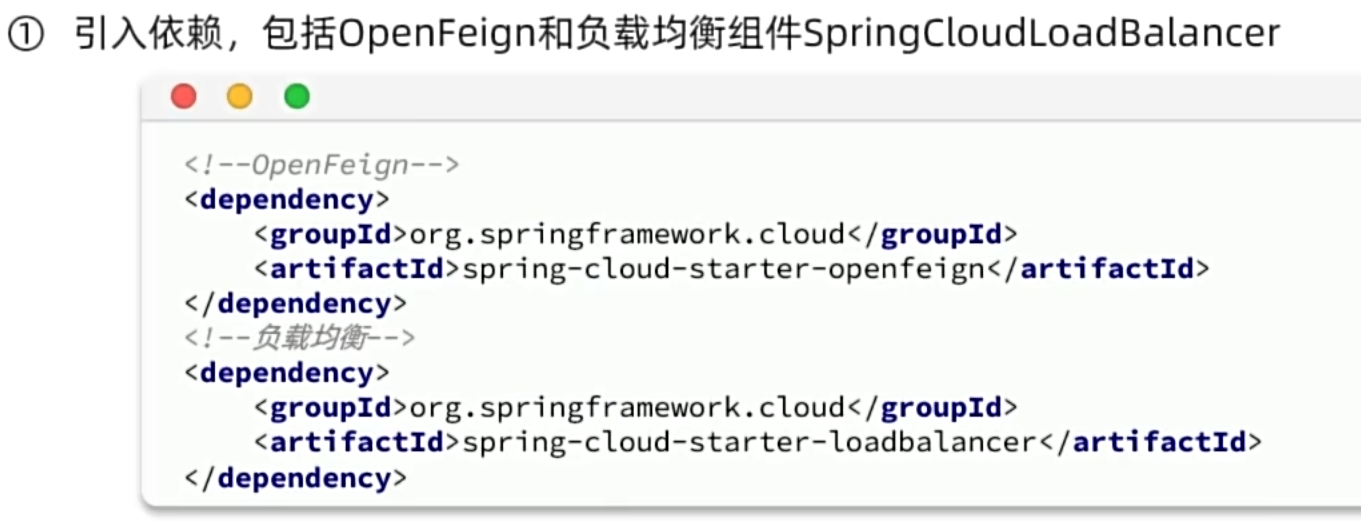 ① 引入依赖，包括OpenFeign和负载均衡组件SpringCloudLoadBalancer
<!--OpenFeign-->
<dependency>
    <groupId>org.springframework.cloud</groupId>
    <artifactId>spring-cloud-starter-openfeign</artifactId>
</dependency>
<!--负载均衡-->
<dependency>
    <groupId>org.springframework.cloud</groupId>
    <artifactId>spring-cloud-starter-loadbalancer</artifactId>
</dependency>